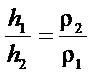 h₁/h₂ = ρ₂/ρ₁